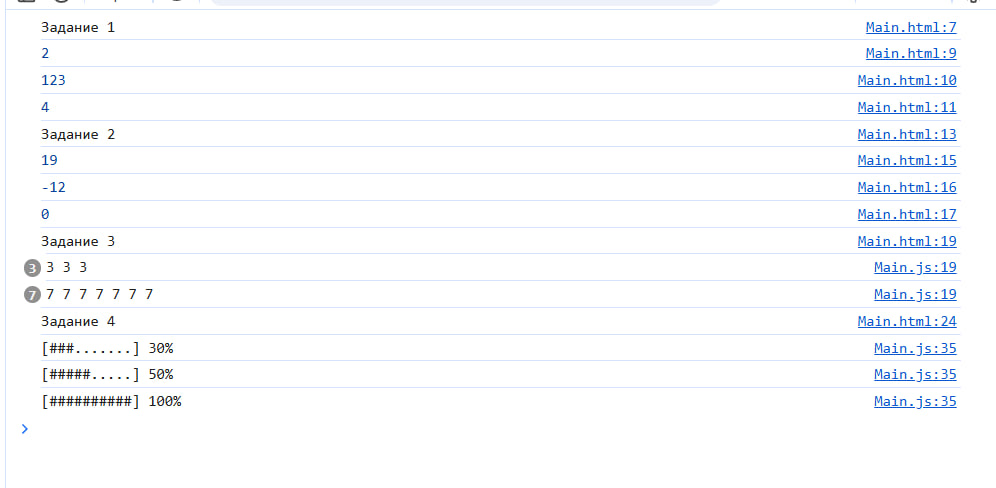 Задание 1 Main.html:7
2 Main.html:9
123 Main.html:10
4 Main.html:11
Задание 2 Main.html:13
19 Main.html:15
-12 Main.html:16
0 Main.html:17
Задание 3 Main.html:19
3 3 3 3 Main.js:19
7 7 7 7 7 7 7 7 Main.js:19
Задание 4 Main.html:24
[###.......] 30% Main.js:35
[#####.....] 50% Main.js:35
[##########] 100% Main.js:35